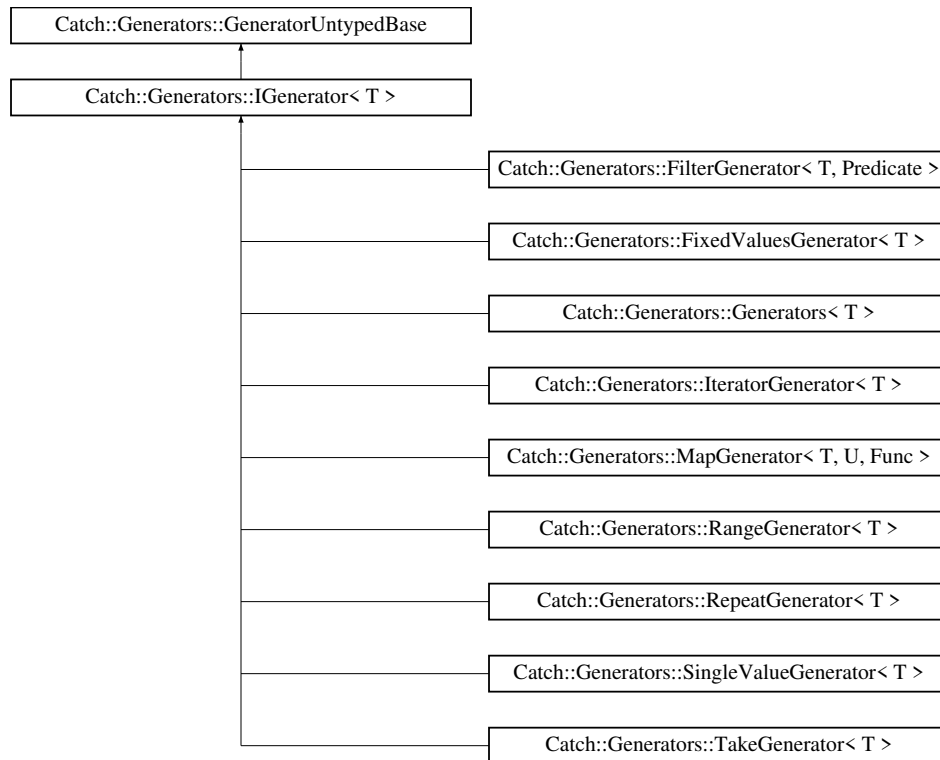 Catch::Generators::GeneratorUntypedBase
Catch::Generators::IGenerator< T >
Catch::Generators::FilterGenerator< T, Predicate >
Catch::Generators::FixedValuesGenerator< T >
Catch::Generators::Generators< T >
Catch::Generators::IteratorGenerator< T >
Catch::Generators::MapGenerator< T, U, Func >
Catch::Generators::RangeGenerator< T >
Catch::Generators::RepeatGenerator< T >
Catch::Generators::SingleValueGenerator< T >
Catch::Generators::TakeGenerator< T >